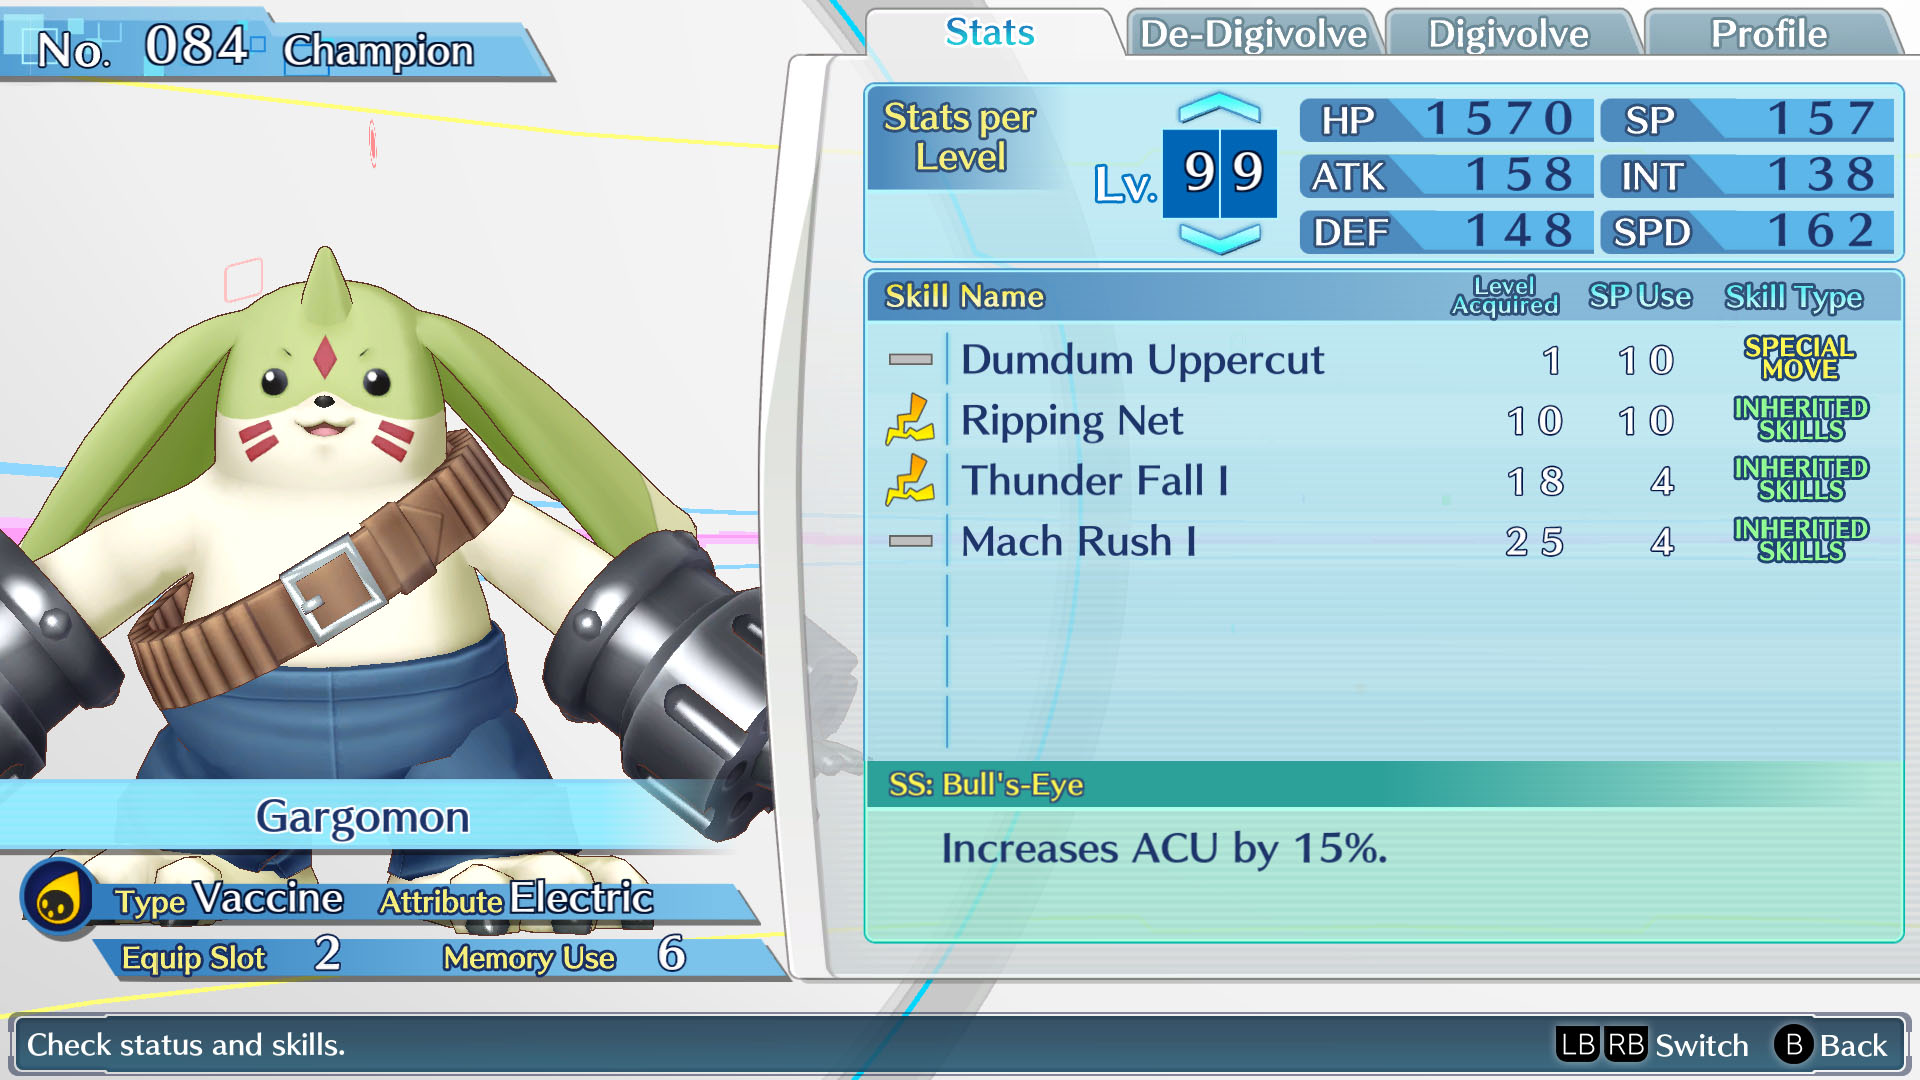 No. 084 Champion
Stats De-Digivolve Digivolve Profile
Stats per
Level
Lv. 99
HP 1570 SP 157
ATK 158 INT 138
DEF 148 SPD 162
Skill Name Level Acquired SP Use Skill Type
Dumdum Uppercut 1 10 SPECIAL MOVE
Ripping Net 10 10 INHERITED SKILLS
Thunder Fall I 18 4 INHERITED SKILLS
Mach Rush I 25 4 INHERITED SKILLS
SS: Bull's-Eye
Increases ACU by 15%.
Gargomon
Type Vaccine Attribute Electric
Equip Slot 2 Memory Use 6
Check status and skills.
LB RB Switch B Back